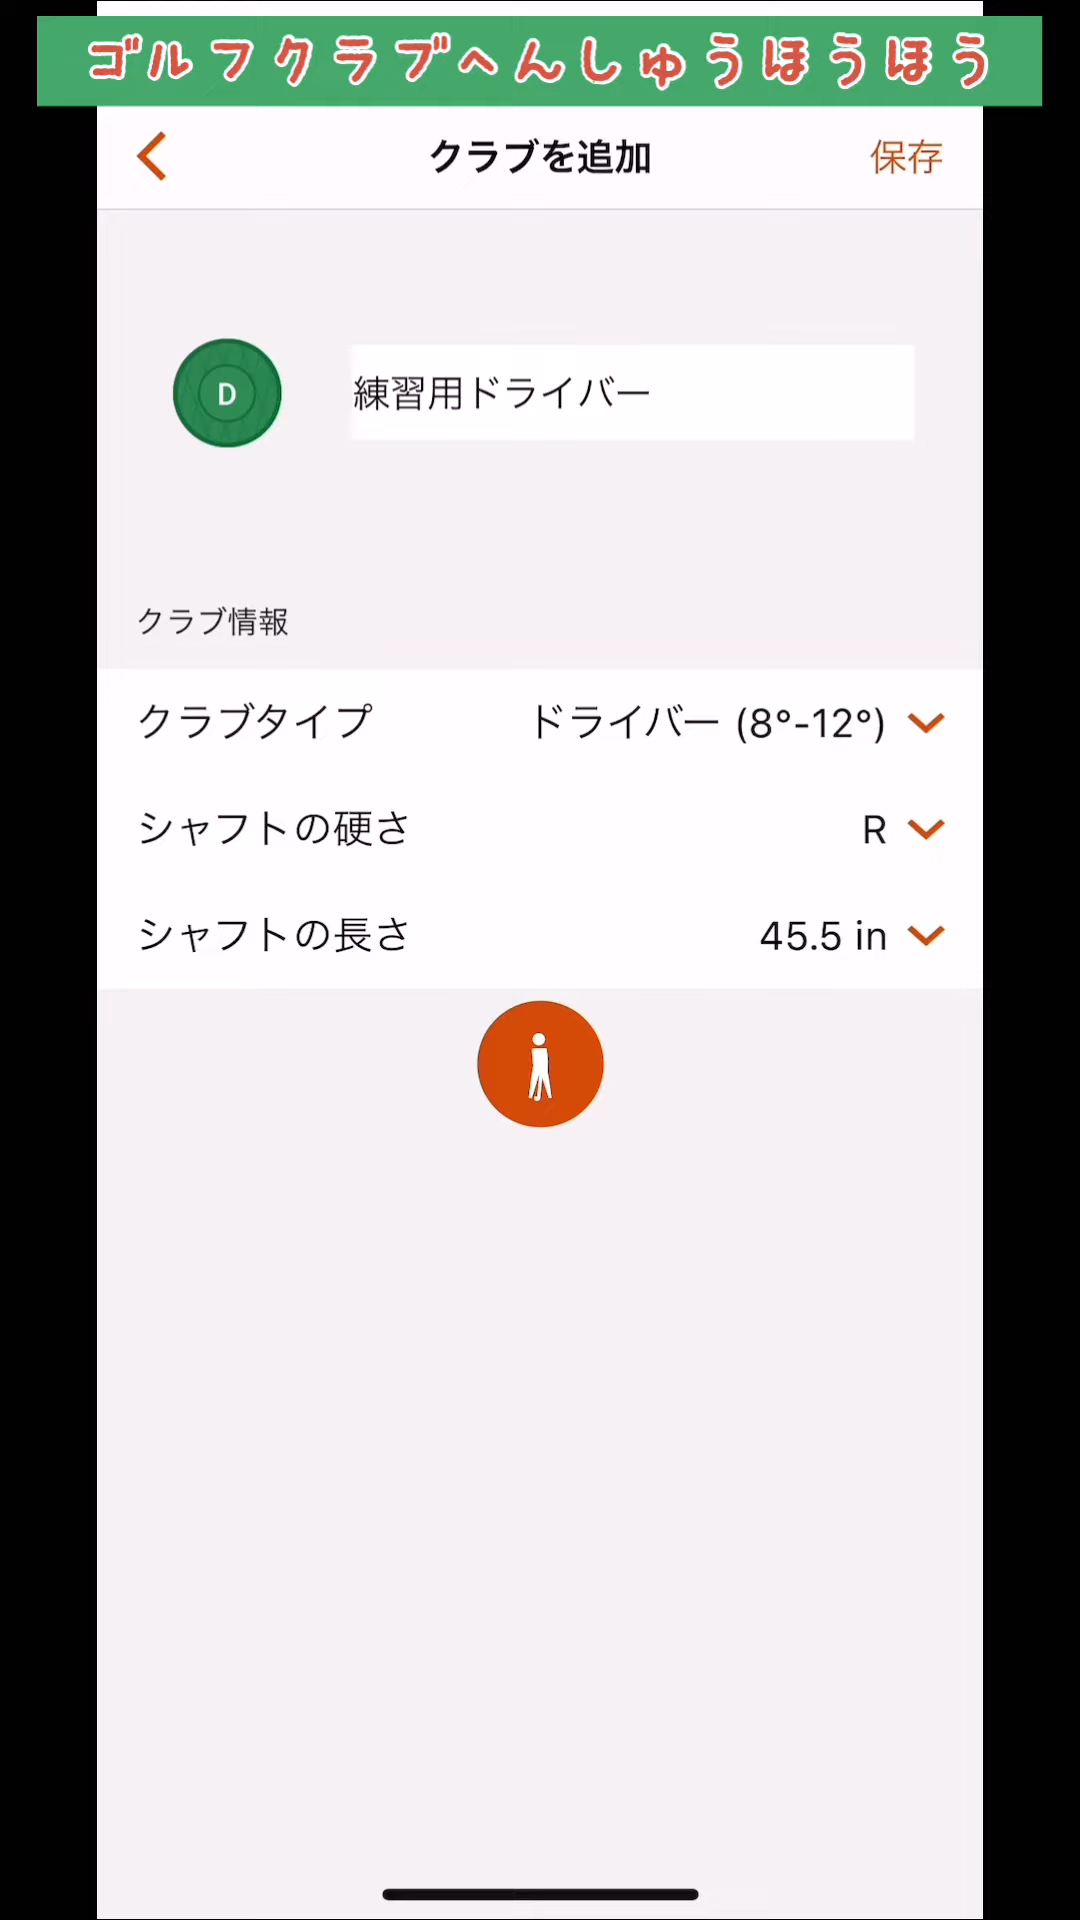 ゴルフクラブへんしゅうほうほう
クラブを追加
保存
D
練習用ドライバー
クラブ情報
クラブタイプ ドライバー (8°-12°)
シャフトの硬さ R
シャフトの長さ 45.5 in